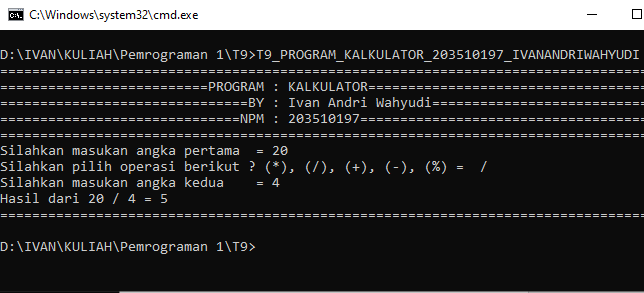 C:\Windows\system32\cmd.exe
D:\IVAN\KULIAH\Pemrograman 1\T9>T9_PROGRAM_KALKULATOR_203510197_IVANANDRIWAHYUDI
================================================================================
==========================PROGRAM : KALKULATOR==================================
===============================BY : Ivan Andri Wahyudi==========================
==============================NPM : 203510197===================================
================================================================================
Silahkan masukan angka pertama  = 20
Silahkan pilih operasi berikut ? (*), (/), (+), (-), (%) =  /
Silahkan masukan angka kedua    = 4
Hasil dari 20 / 4 = 5
================================================================================
D:\IVAN\KULIAH\Pemrograman 1\T9>